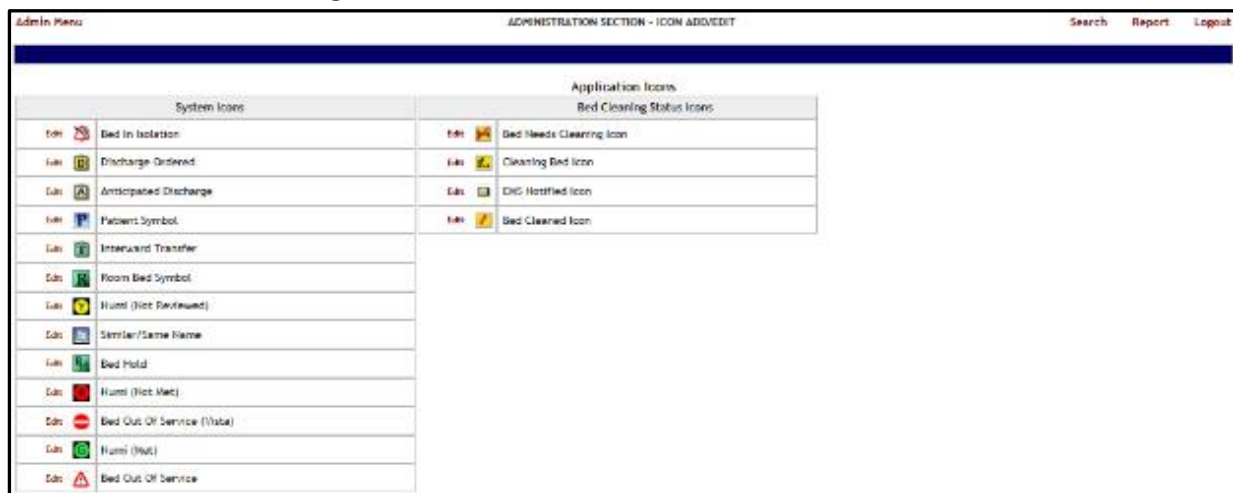 Admin Menu ADMINISTRATION SECTION - ICON ADD/EDIT Search Report Logout
Application Icons
System Icons Bed Cleaning Status Icons
Edit Bed In Isolation Edit Bed Needs Cleaning Icon
Edit D Discharge Ordered Edit Cleaning Bed Icon
Edit A Anticipated Discharge Edit EMS Notified Icon
Edit P Patient Symbol Edit Bed Cleaned Icon
Edit Interward Transfer
Edit R Room Bed Symbol
Edit ? Numi (Not Reviewed)
Edit Similar/Same Name
Edit Bed Hold
Edit Numi (Not Met)
Edit Bed Out Of Service (Vista)
Edit G Numi (Met)
Edit Bed Out Of Service